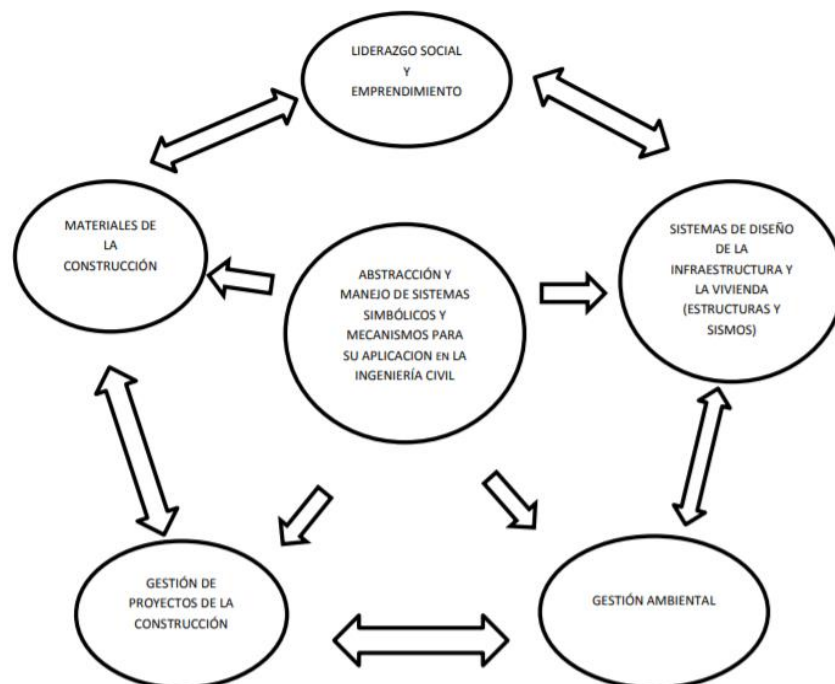 LIDERAZGO SOCIAL
Y
EMPRENDIMIENTO
MATERIALES DE
LA
CONSTRUCCIÓN
ABSTRACCIÓN Y
MANEJO DE SISTEMAS
SIMBÓLICOS Y
MECANISMOS PARA
SU APLICACION EN LA
INGENIERÍA CIVIL
SISTEMAS DE DISEÑO
DE LA
INFRAESTRUCTURA Y
LA VIVIENDA
(ESTRUCTURAS Y
SISMOS)
GESTIÓN DE
PROYECTOS DE LA
CONSTRUCCIÓN
GESTIÓN AMBIENTAL